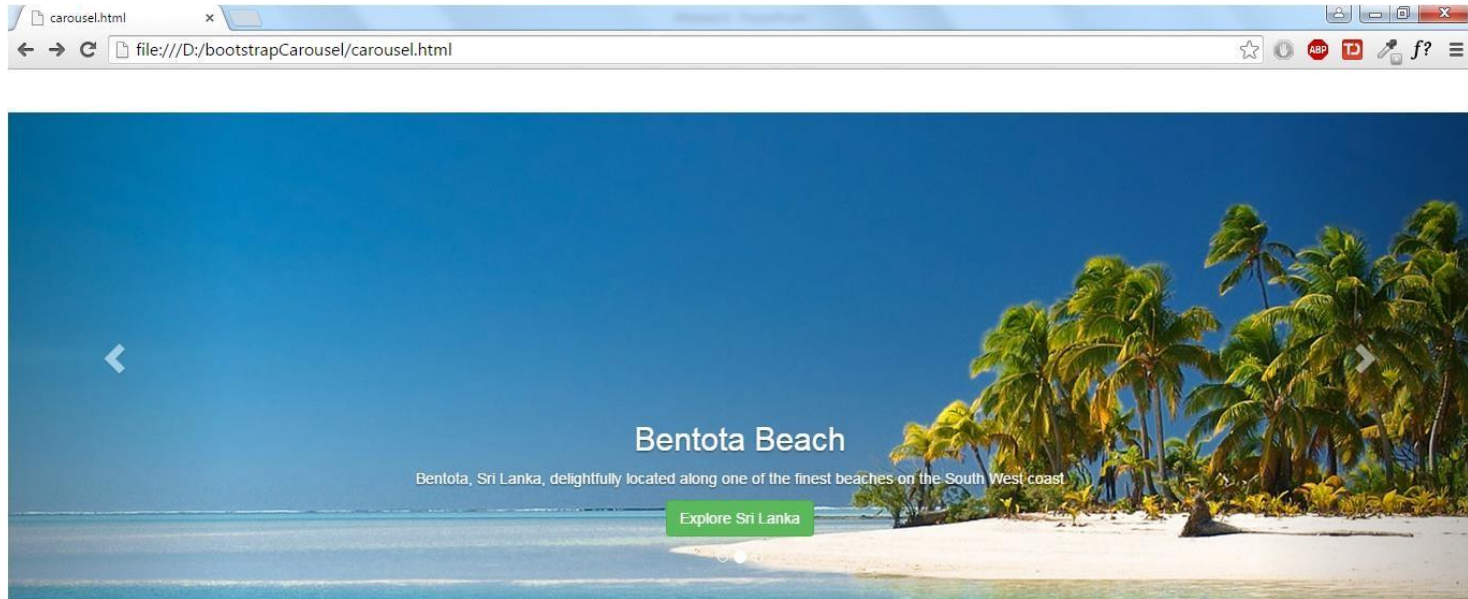 carousel.html
file:///D:/bootstrapCarousel/carousel.html
ABP
f?
Bentota Beach
Bentota, Sri Lanka, delightfully located along one of the finest beaches on the South West coast
Explore Sri Lanka